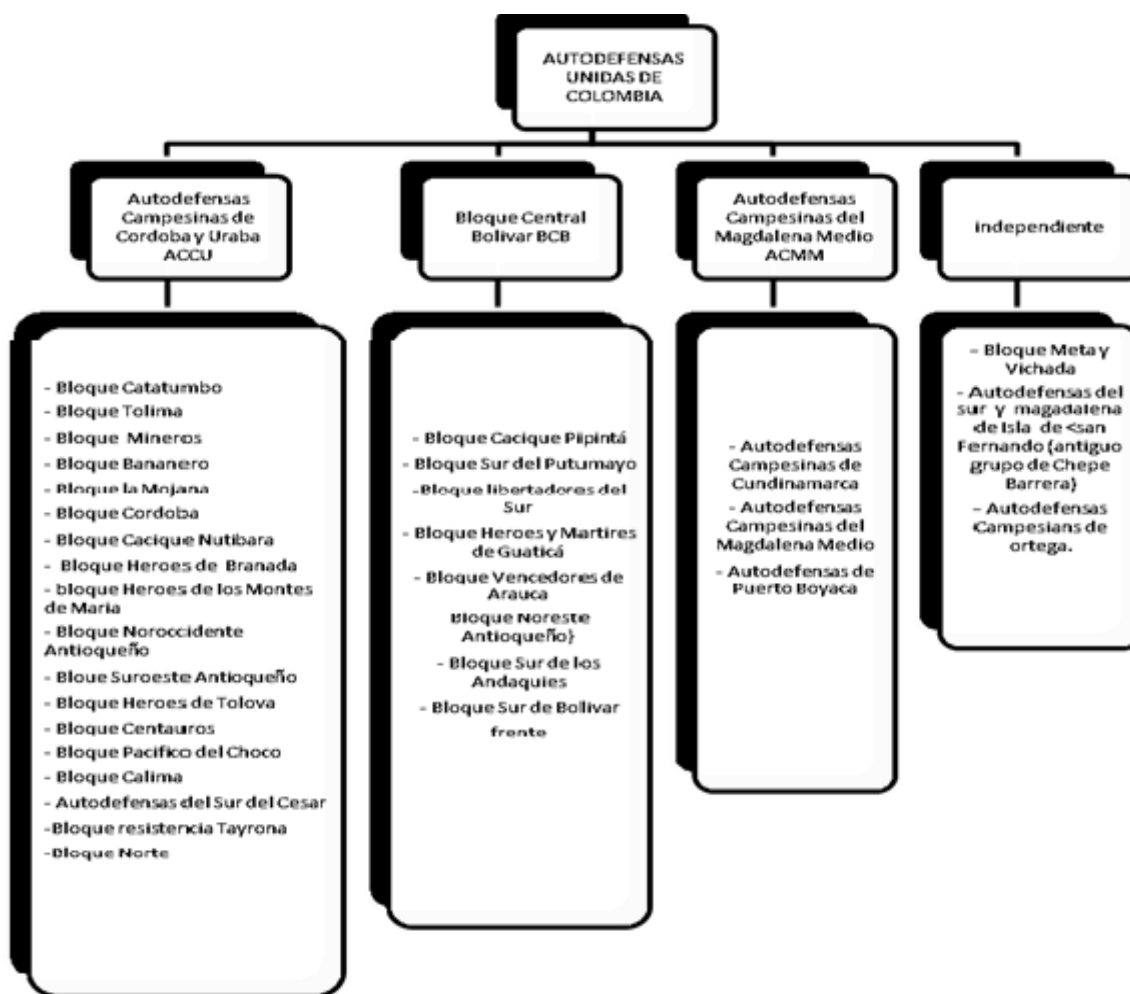 AUTODEFENSAS
UNIDAS DE
COLOMBIA
Autodefensas
Campesinas de
Cordoba y Uraba
ACCU
Bloque Central
Bolivar BCB
Autodefensas
Campesinas del
Magdalena Medio
ACMM
independiente
- Bloque Catatumbo
- Bloque Tolima
- Bloque Mineros
- Bloque Bananero
- Bloque la Mojana
- Bloque Cordoba
- Bloque Cacique Nutibara
- Bloque Heroes de Branada
- bloque Heroes de los Montes
de Maria
- Bloque Noroccidente
Antioqueño
- Bloue Suroeste Antioqueño
- Bloque Heroes de Tolova
- Bloque Centauros
- Bloque Pacifico del Choco
- Bloque Calima
- Autodefensas del Sur del Cesar
-Bloque resistencia Tayrona
-Bloque Norte
- Bloque Cacique Pipintá
- Bloque Sur del Putumayo
-Bloque libertadores del
Sur
- Bloque Heroes y Martires
de Guaticá
- Bloque Vencedores de
Arauca
Bloque Noreste
Antioqueño}
- Bloque Sur de los
Andaquies
- Bloque Sur de Bollivar
frente
- Autodefensas
Campesinas de
Cundinamarca
- Autodefensas
Campesinas del
Magdalena Medio
- Autodefensas de
Puerto Boyaca
- Bloque Meta y
Vichada
- Autodefensas del
sur y magadalena
de Isla de <san
Fernando (antiguo
grupo de Chepe
Barrera)
- Autodefensas
Campesians de
ortega.